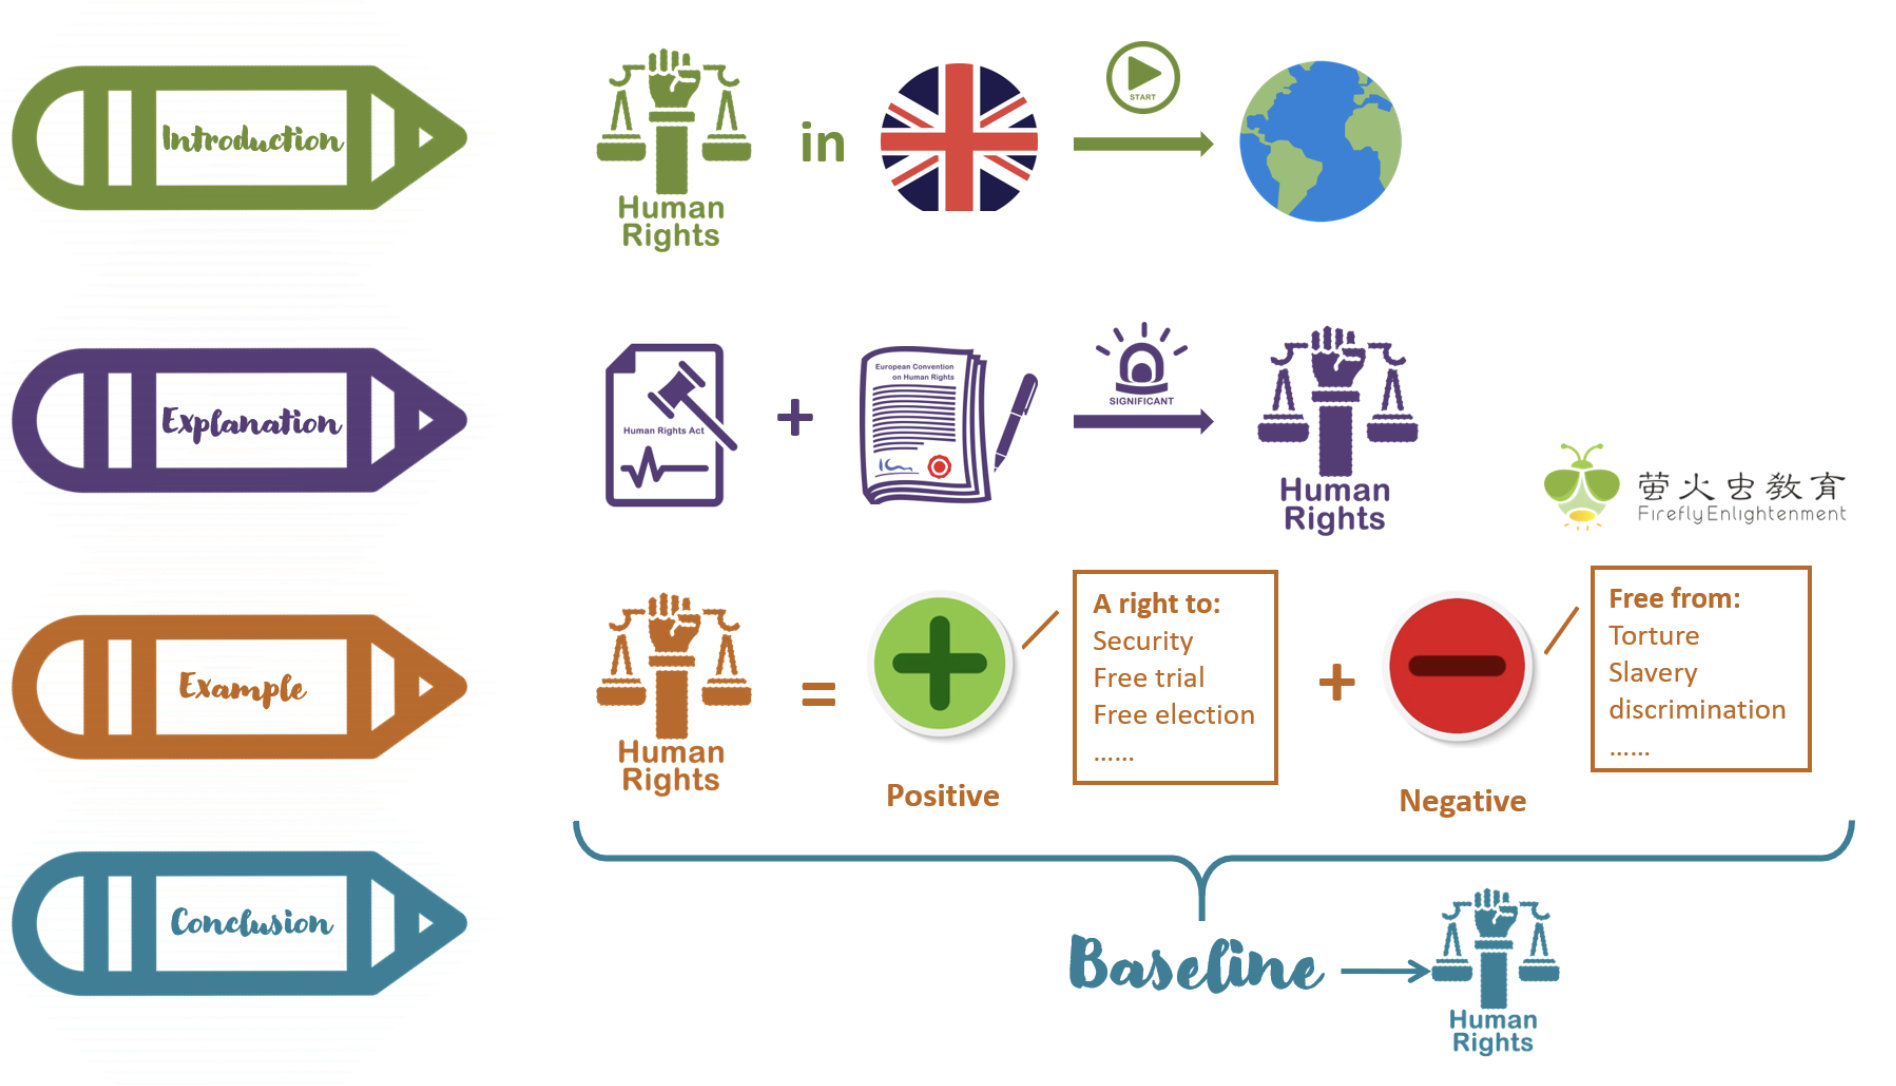 Introduction
Human
Rights
in
START
Explanation
Human Rights Act
+
European Convention
on Human Rights
SIGNIFICANT
Human
Rights
萤火虫教育
FireflyEnlightenment
Example
Human
Rights
=
Positive
A right to:
Security
Free trial
Free election
......
+
Negative
Free from:
Torture
Slavery
discrimination
......
Conclusion
Baseline
Human
Rights